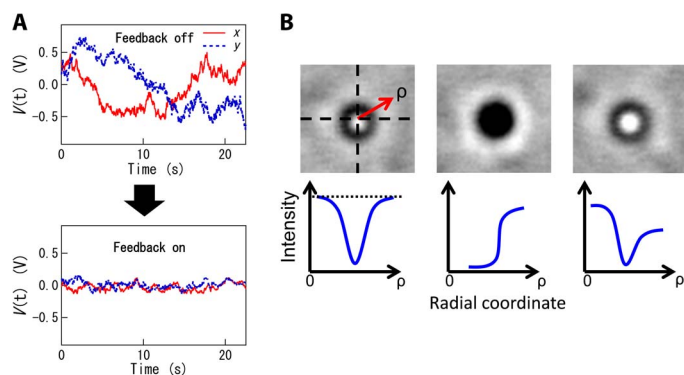 A
Feedback off
x
y
V(t) (V)
0.5
0.0
-0.5
0
10
20
Time (s)
Feedback on
V(t) (V)
0.5
0.0
-0.5
0
10
20
Time (s)
B
ρ
Intensity
0
ρ
0
ρ
0
ρ
Radial coordinate